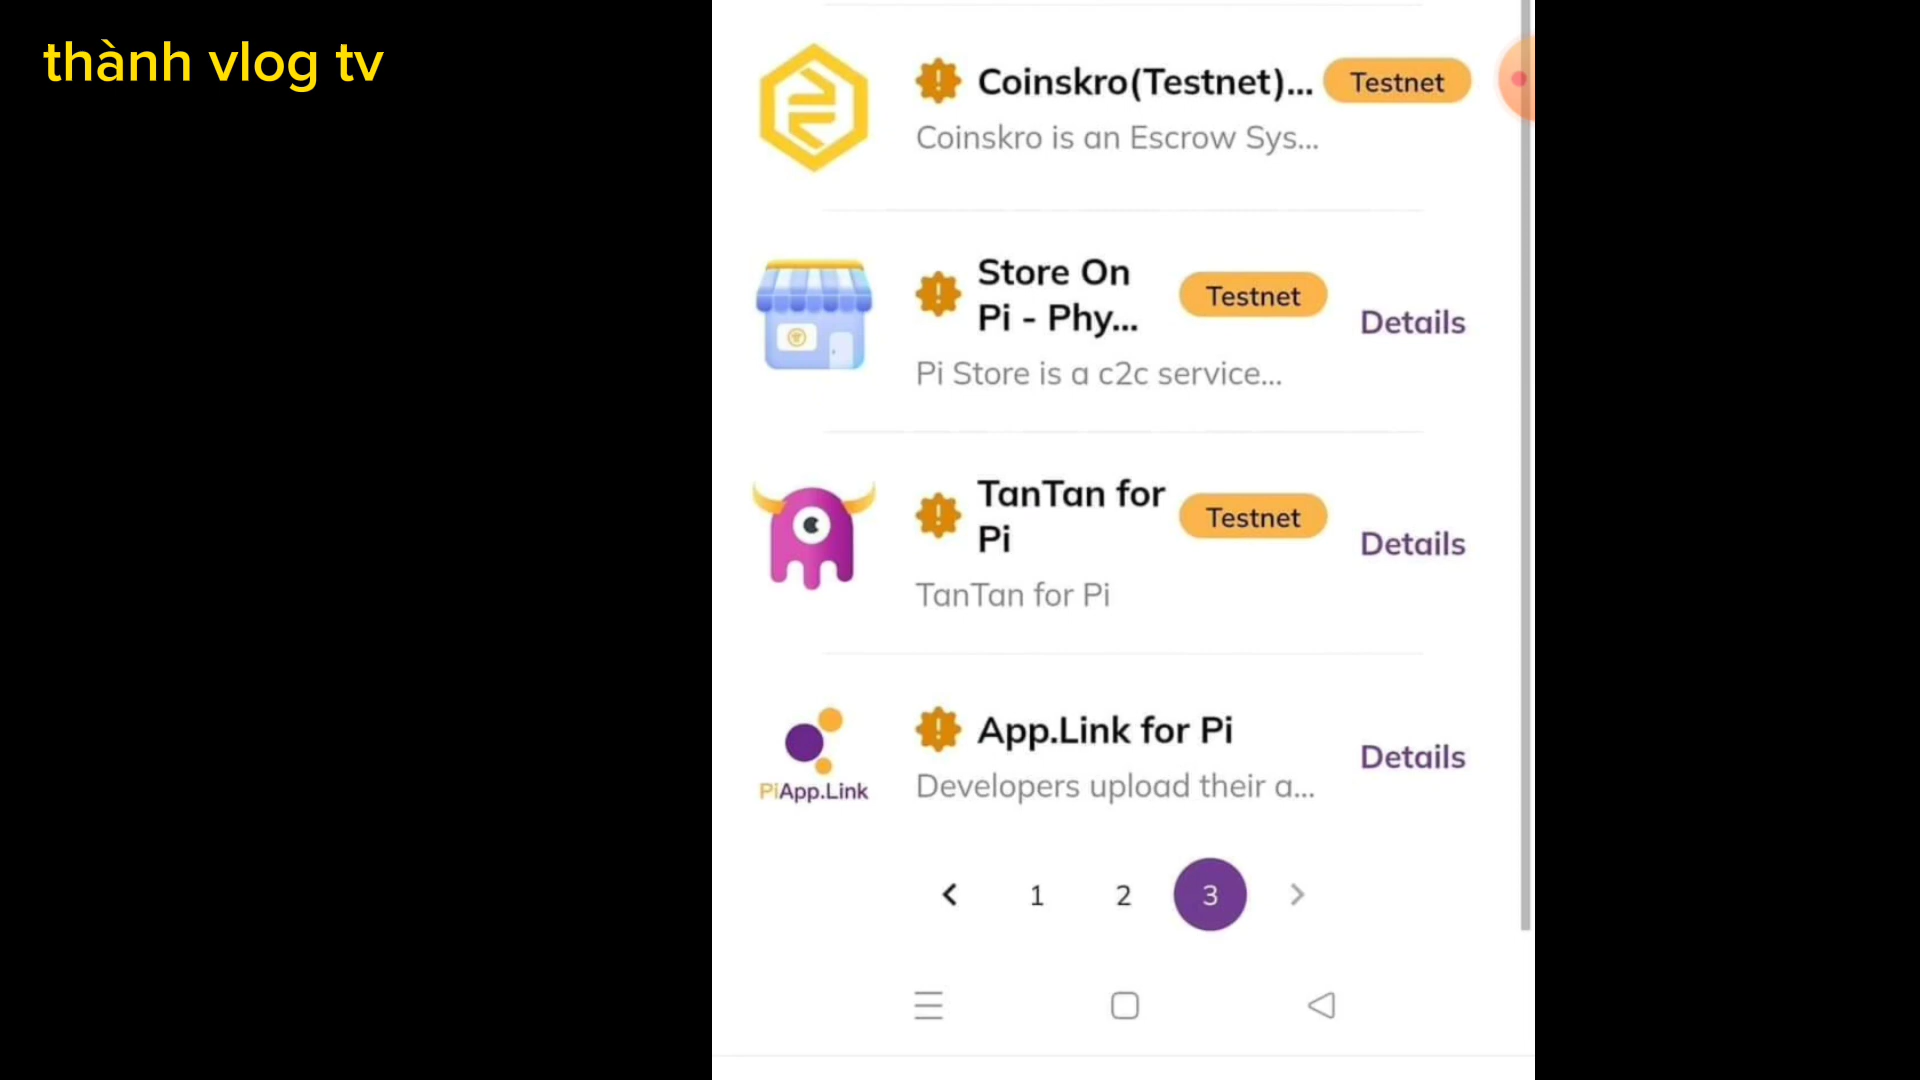 thành vlog tv
Coinskro(Testnet)... Testnet
Coinskro is an Escrow Sys...
Store On
Pi - Phy...
Testnet
Details
Pi Store is a c2c service...
TanTan for
Pi
Testnet
Details
TanTan for Pi
App.Link for Pi
Details
Developers upload their a...
PiApp.Link
1 2 3